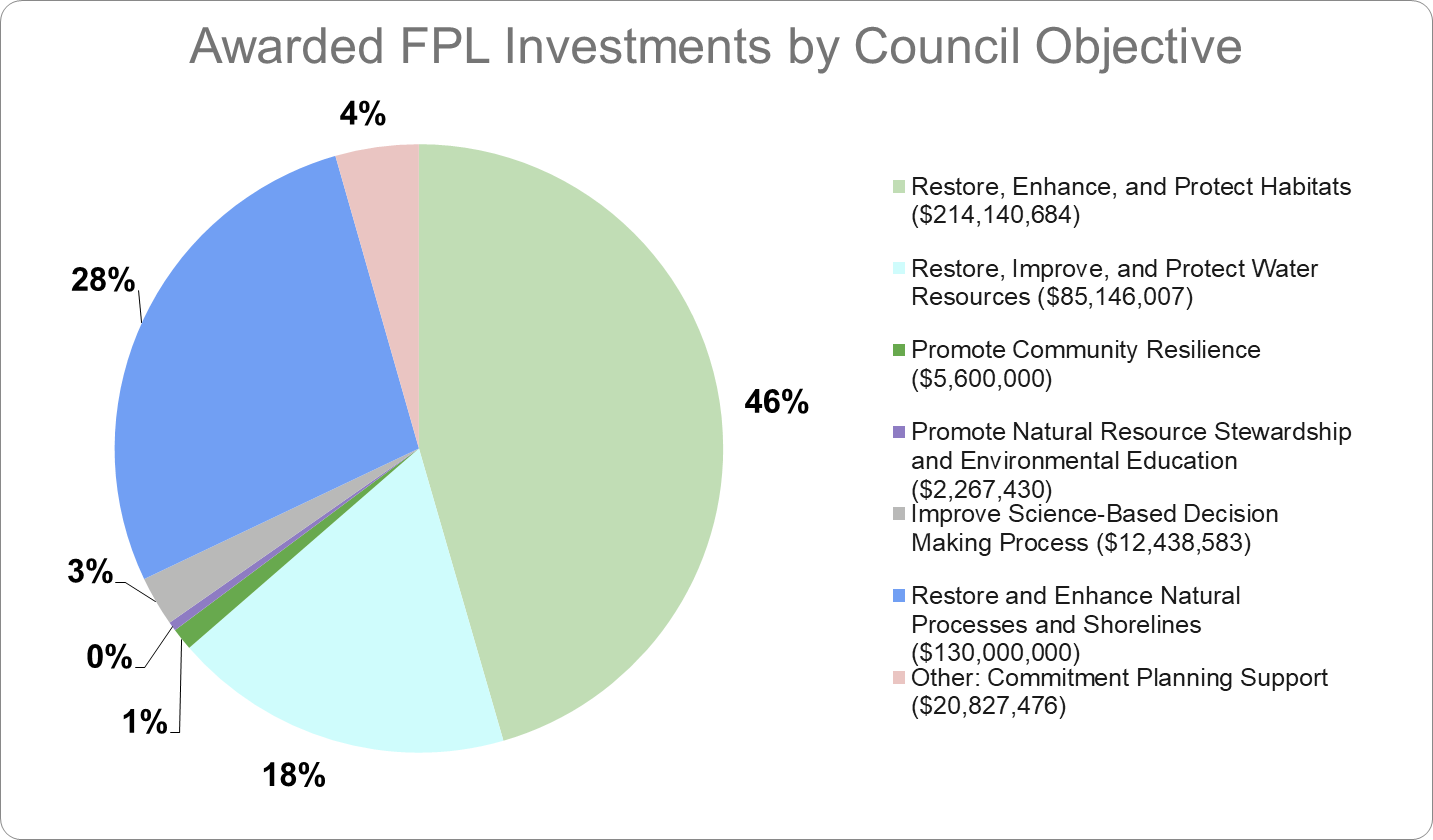 Awarded FPL Investments by Council Objective
4%
28%
46%
3%
0%
1%
18%
Restore, Enhance, and Protect Habitats
($214,140,684)
Restore, Improve, and Protect Water
Resources ($85,146,007)
Promote Community Resilience
($5,600,000)
Promote Natural Resource Stewardship
and Environmental Education
($2,267,430)
Improve Science-Based Decision
Making Process ($12,438,583)
Restore and Enhance Natural
Processes and Shorelines
($130,000,000)
Other: Commitment Planning Support
($20,827,476)